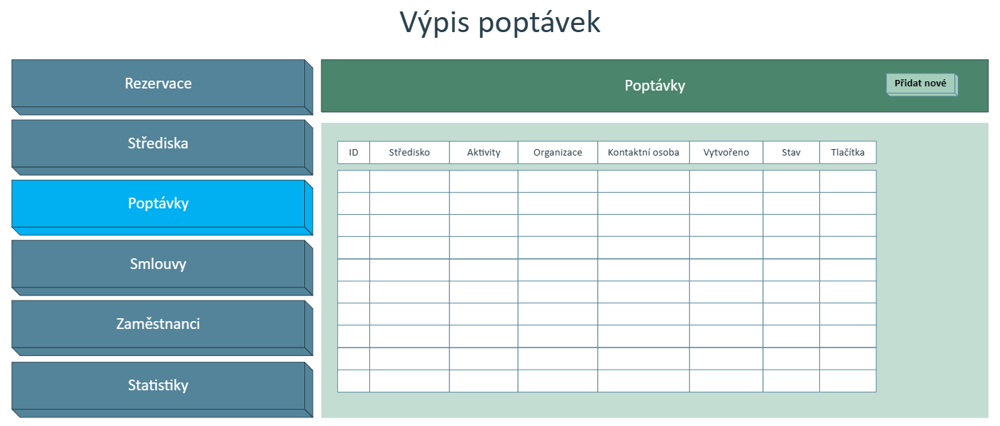 Výpis poptávek
Rezervace
Střediska
Poptávky
Smlouvy
Zaměstnanci
Statistiky
Poptávky
Přidat nové
ID Středisko Aktivity Organizace Kontaktní osoba Vytvořeno Stav Tlačítka